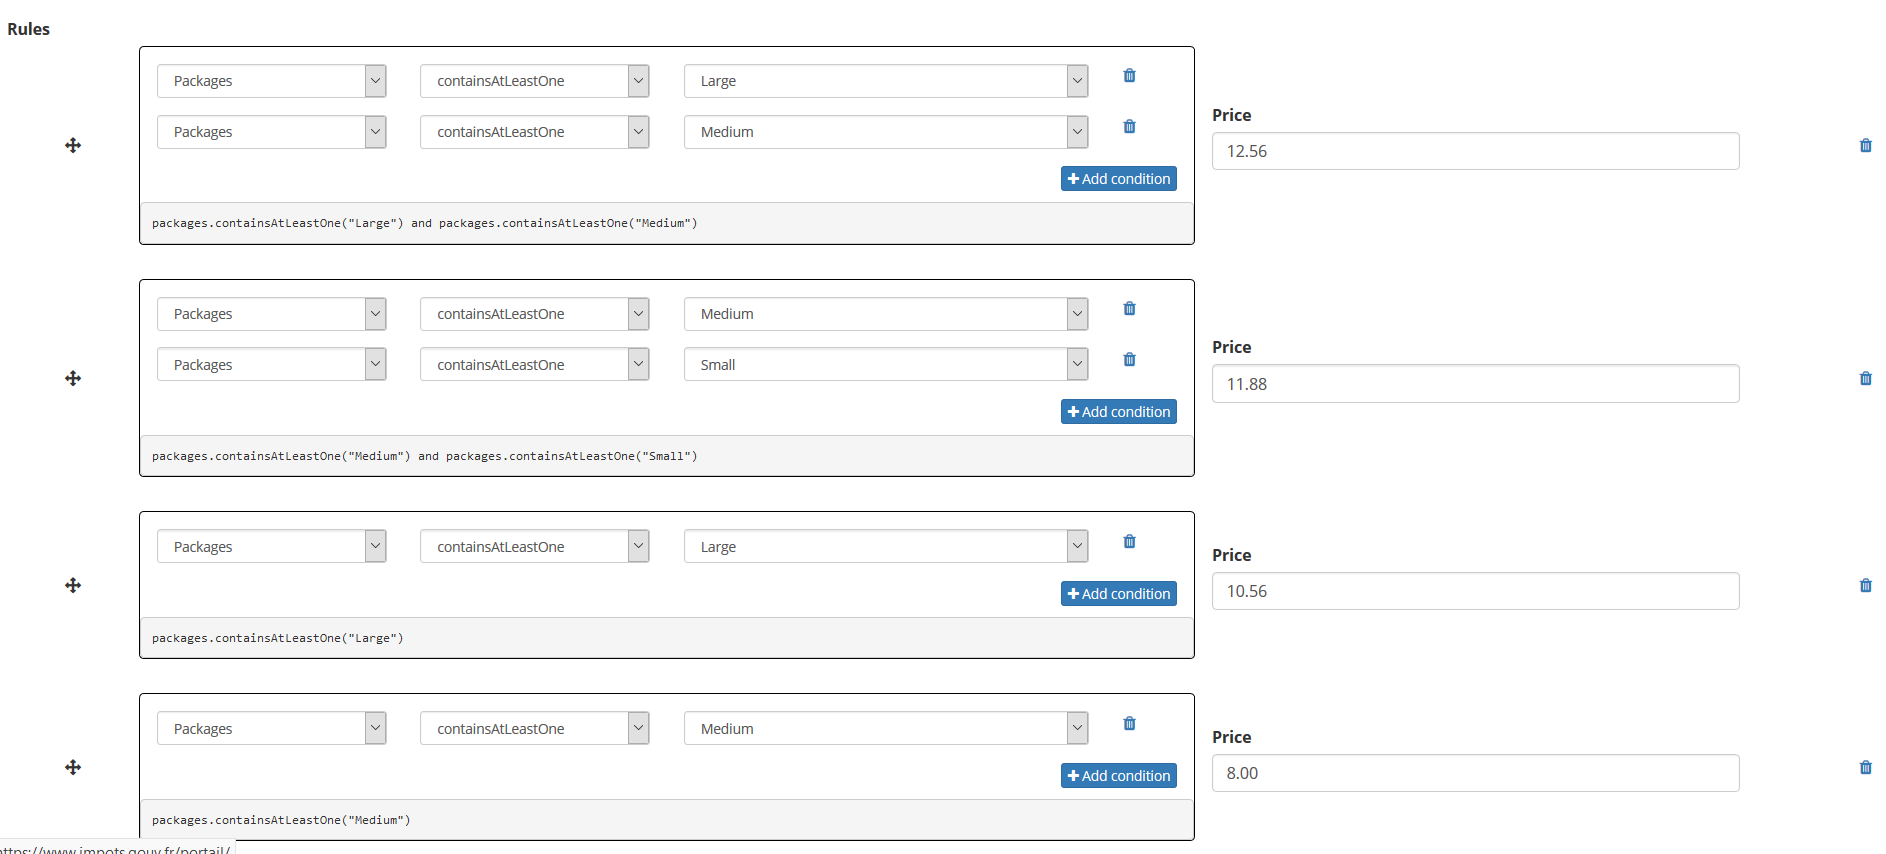 Rules
Packages containsAtLeastOne Large
Packages containsAtLeastOne Medium
Add condition
packages.containsAtLeastOne("Large") and packages.containsAtLeastOne("Medium")
Price
12.56
Packages containsAtLeastOne Medium
Packages containsAtLeastOne Small
Add condition
packages.containsAtLeastOne("Medium") and packages.containsAtLeastOne("Small")
Price
11.88
Packages containsAtLeastOne Large
Add condition
packages.containsAtLeastOne("Large")
Price
10.56
Packages containsAtLeastOne Medium
Add condition
packages.containsAtLeastOne("Medium")
Price
8.00
https://www.impots.gouv.fr/portail/